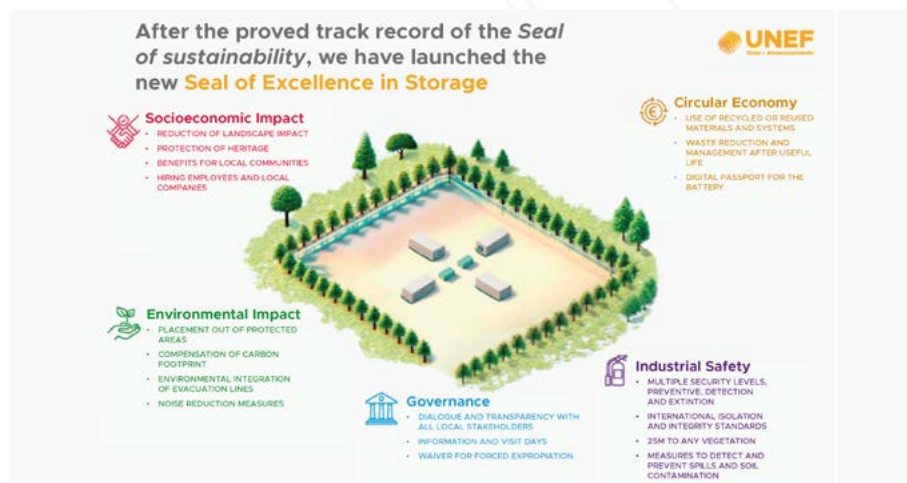 After the proved track record of the Seal
of sustainability, we have launched the
new Seal of Excellence in Storage
UNEF
Socioeconomic Impact
• REDUCTION OF LANDSCAPE IMPACT
• PROTECTION OF HERITAGE
• BENEFITS FOR LOCAL COMMUNITIES
• HIRING EMPLOYEES AND LOCAL
COMPANIES
Circular Economy
• USE OF RECYCLED OR REUSED
MATERIALS AND SYSTEMS
• WASTE REDUCTION AND
MANAGEMENT AFTER USEFUL
LIFE
• DIGITAL PASSPORT FOR THE
BATTERY
Environmental Impact
• PLACEMENT OUT OF PROTECTED
AREAS
• COMPENSATION OF CARBON
FOOTPRINT
• ENVIRONMENTAL INTEGRATION
OF EVACUATION LINES
• NOISE REDUCTION MEASURES
Governance
• DIALOGUE AND TRANSPARENCY WITH
ALL LOCAL STAKEHOLDERS
• INFORMATION AND VISIT DAYS
• WAIVER FOR FORCED EXPROPIATION
Industrial Safety
• MULTIPLE SECURITY LEVELS,
PREVENTIVE, DETECTION
AND EXTINTION
• INTERNATIONAL ISOLATION
AND INTEGRITY STANDARDS
• 25M TO ANY VEGETATION
• MEASURES TO DETECT AND
PREVENT SPILLS AND SOIL
CONTAMINATION